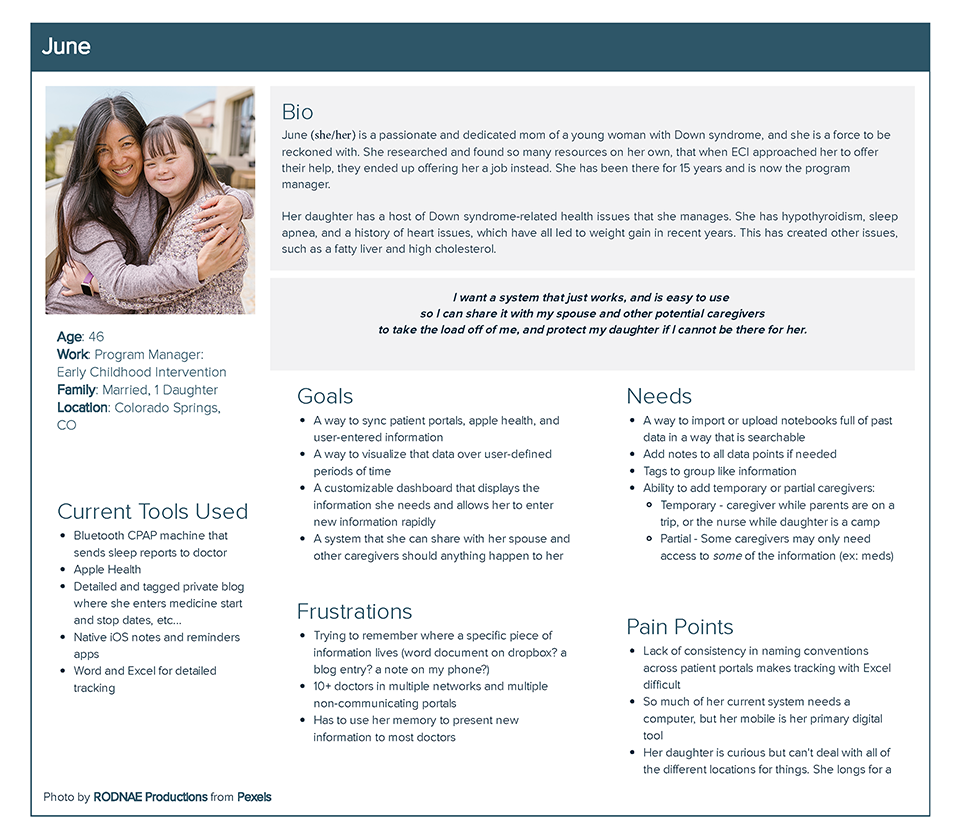 June
Bio
June (she/her) is a passionate and dedicated mom of a young woman with Down syndrome, and she is a force to be
reckoned with. She researched and found so many resources on her own, that when ECI approached her to offer
their help, they ended up offering her a job instead. She has been there for 15 years and is now the program
manager.
Her daughter has a host of Down syndrome-related health issues that she manages. She has hypothyroidism, sleep
apnea, and a history of heart issues, which have all led to weight gain in recent years. This has created other issues,
such as a fatty liver and high cholesterol.
I want a system that just works, and is easy to use
so I can share it with my spouse and other potential caregivers
to take the load off of me, and protect my daughter if I cannot be there for her.
Age: 46
Work: Program Manager:
Early Childhood Intervention
Family: Married, 1 Daughter
Location: Colorado Springs,
CO
Current Tools Used
• Bluetooth CPAP machine that
sends sleep reports to doctor
• Apple Health
• Detailed and tagged private blog
where she enters medicine start
and stop dates, etc...
• Native iOS notes and reminders
apps
• Word and Excel for detailed
tracking
Goals
• A way to sync patient portals, apple health, and
user-entered information
• A way to visualize that data over user-defined
periods of time
• A customizable dashboard that displays the
information she needs and allows her to enter
new information rapidly
• A system that she can share with her spouse and
other caregivers should anything happen to her
Frustrations
• Trying to remember where a specific piece of
information lives (word document on dropbox? a
blog entry? a note on my phone?)
• 10+ doctors in multiple networks and multiple
non-communicating portals
• Has to use her memory to present new
information to most doctors
Needs
• A way to import or upload notebooks full of past
data in a way that is searchable
• Add notes to all data points if needed
• Tags to group like information
• Ability to add temporary or partial caregivers:
o Temporary - caregiver while parents are on a
trip, or the nurse while daughter is a camp
o Partial - Some caregivers may only need
access to some of the information (ex: meds)
Pain Points
• Lack of consistency in naming conventions
across patient portals makes tracking with Excel
difficult
• So much of her current system needs a
computer, but her mobile is her primary digital
tool
• Her daughter is curious but can't deal with all of
the different locations for things. She longs for a
Photo by RODNAE Productions from Pexels